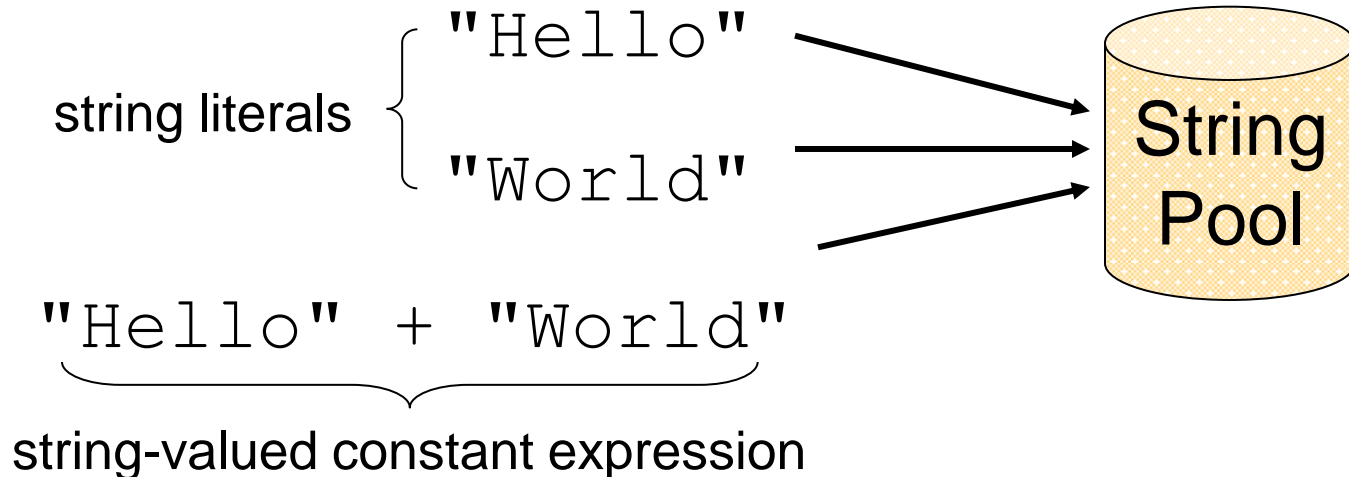 "Hello"
string literals
"World"
"Hello" + "World"
string-valued constant expression
String
Pool